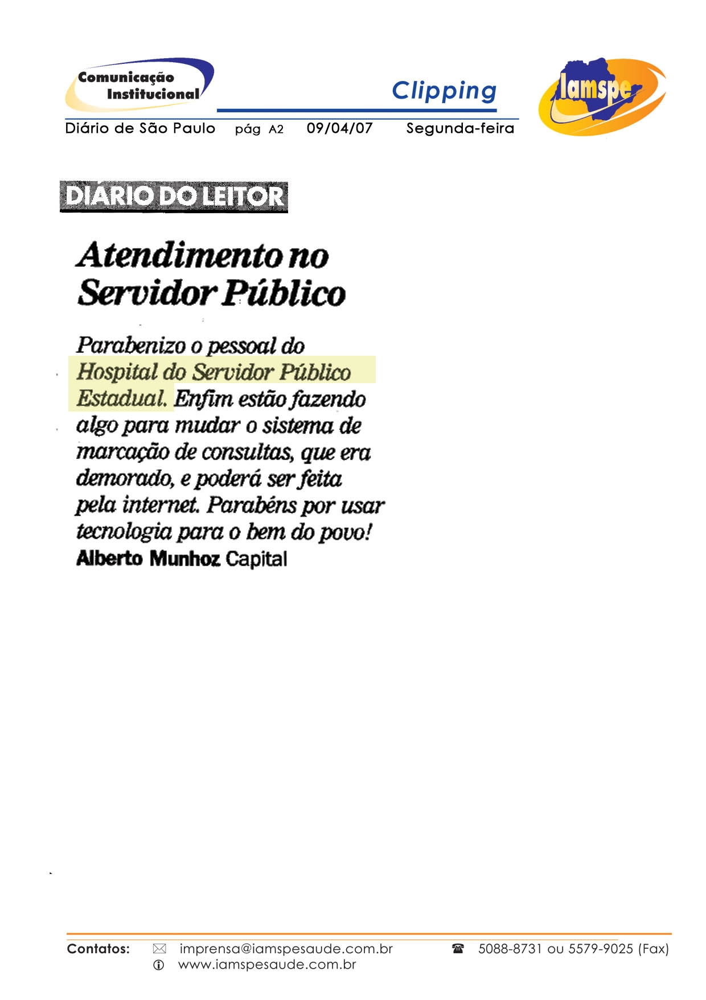 Comunicação
Institucional
Clipping
Iamspe
Diário de São Paulo pág A2 09/04/07 Segunda-feira
DIÁRIO DO LEITOR
Atendimento no
Servidor Público
Parabenizo o pessoal do
Hospital do Servidor Público
Estadual. Enfim estão fazendo
algo para mudar o sistema de
marcação de consultas, que era
demorado, e poderá ser feita
pela internet. Parabéns por usar
tecnologia para o bem do povo!
Alberto Munhoz Capital
Contatos: imprensa@iamspesaude.com.br 5088-8731 ou 5579-9025 (Fax)
www.iamspesaude.com.br